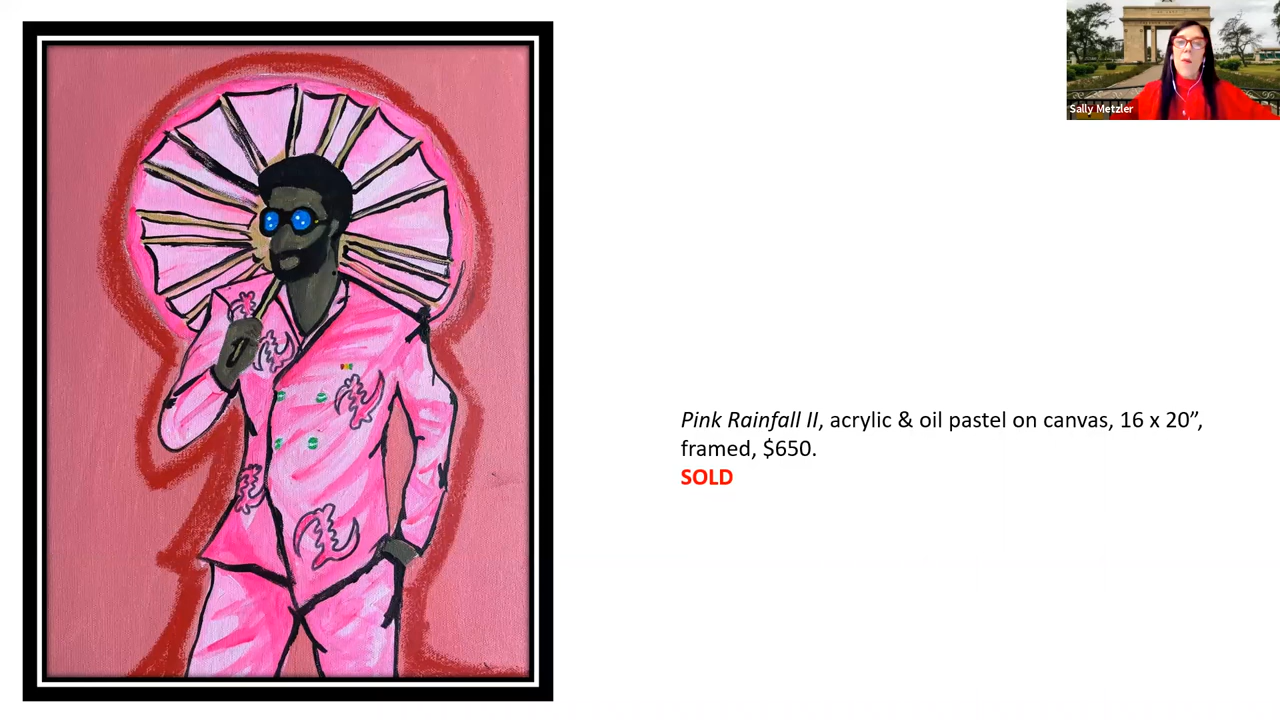 Sally Metzler
Pink Rainfall II, acrylic & oil pastel on canvas, 16 x 20”,
framed, $650.
SOLD